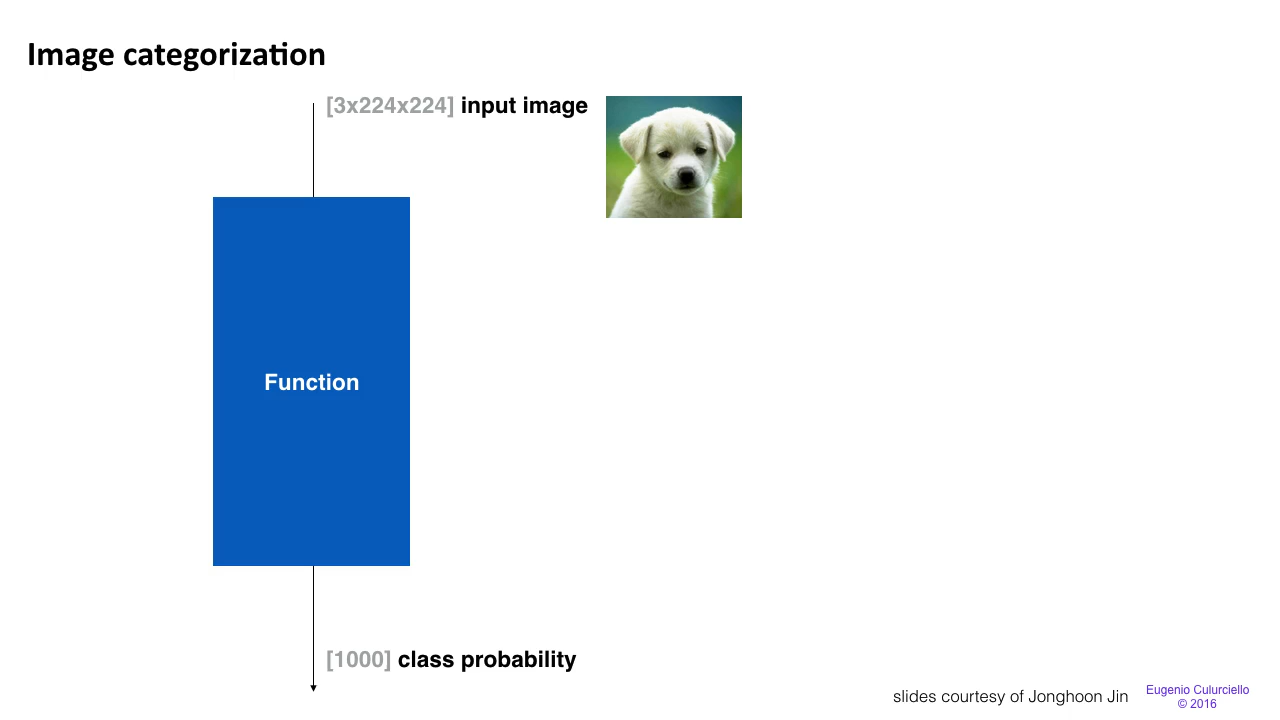 Image categorization
[3x224x224] input image
Function
[1000] class probability
slides courtesy of Jonghoon Jin
Eugenio Culurciello
© 2016